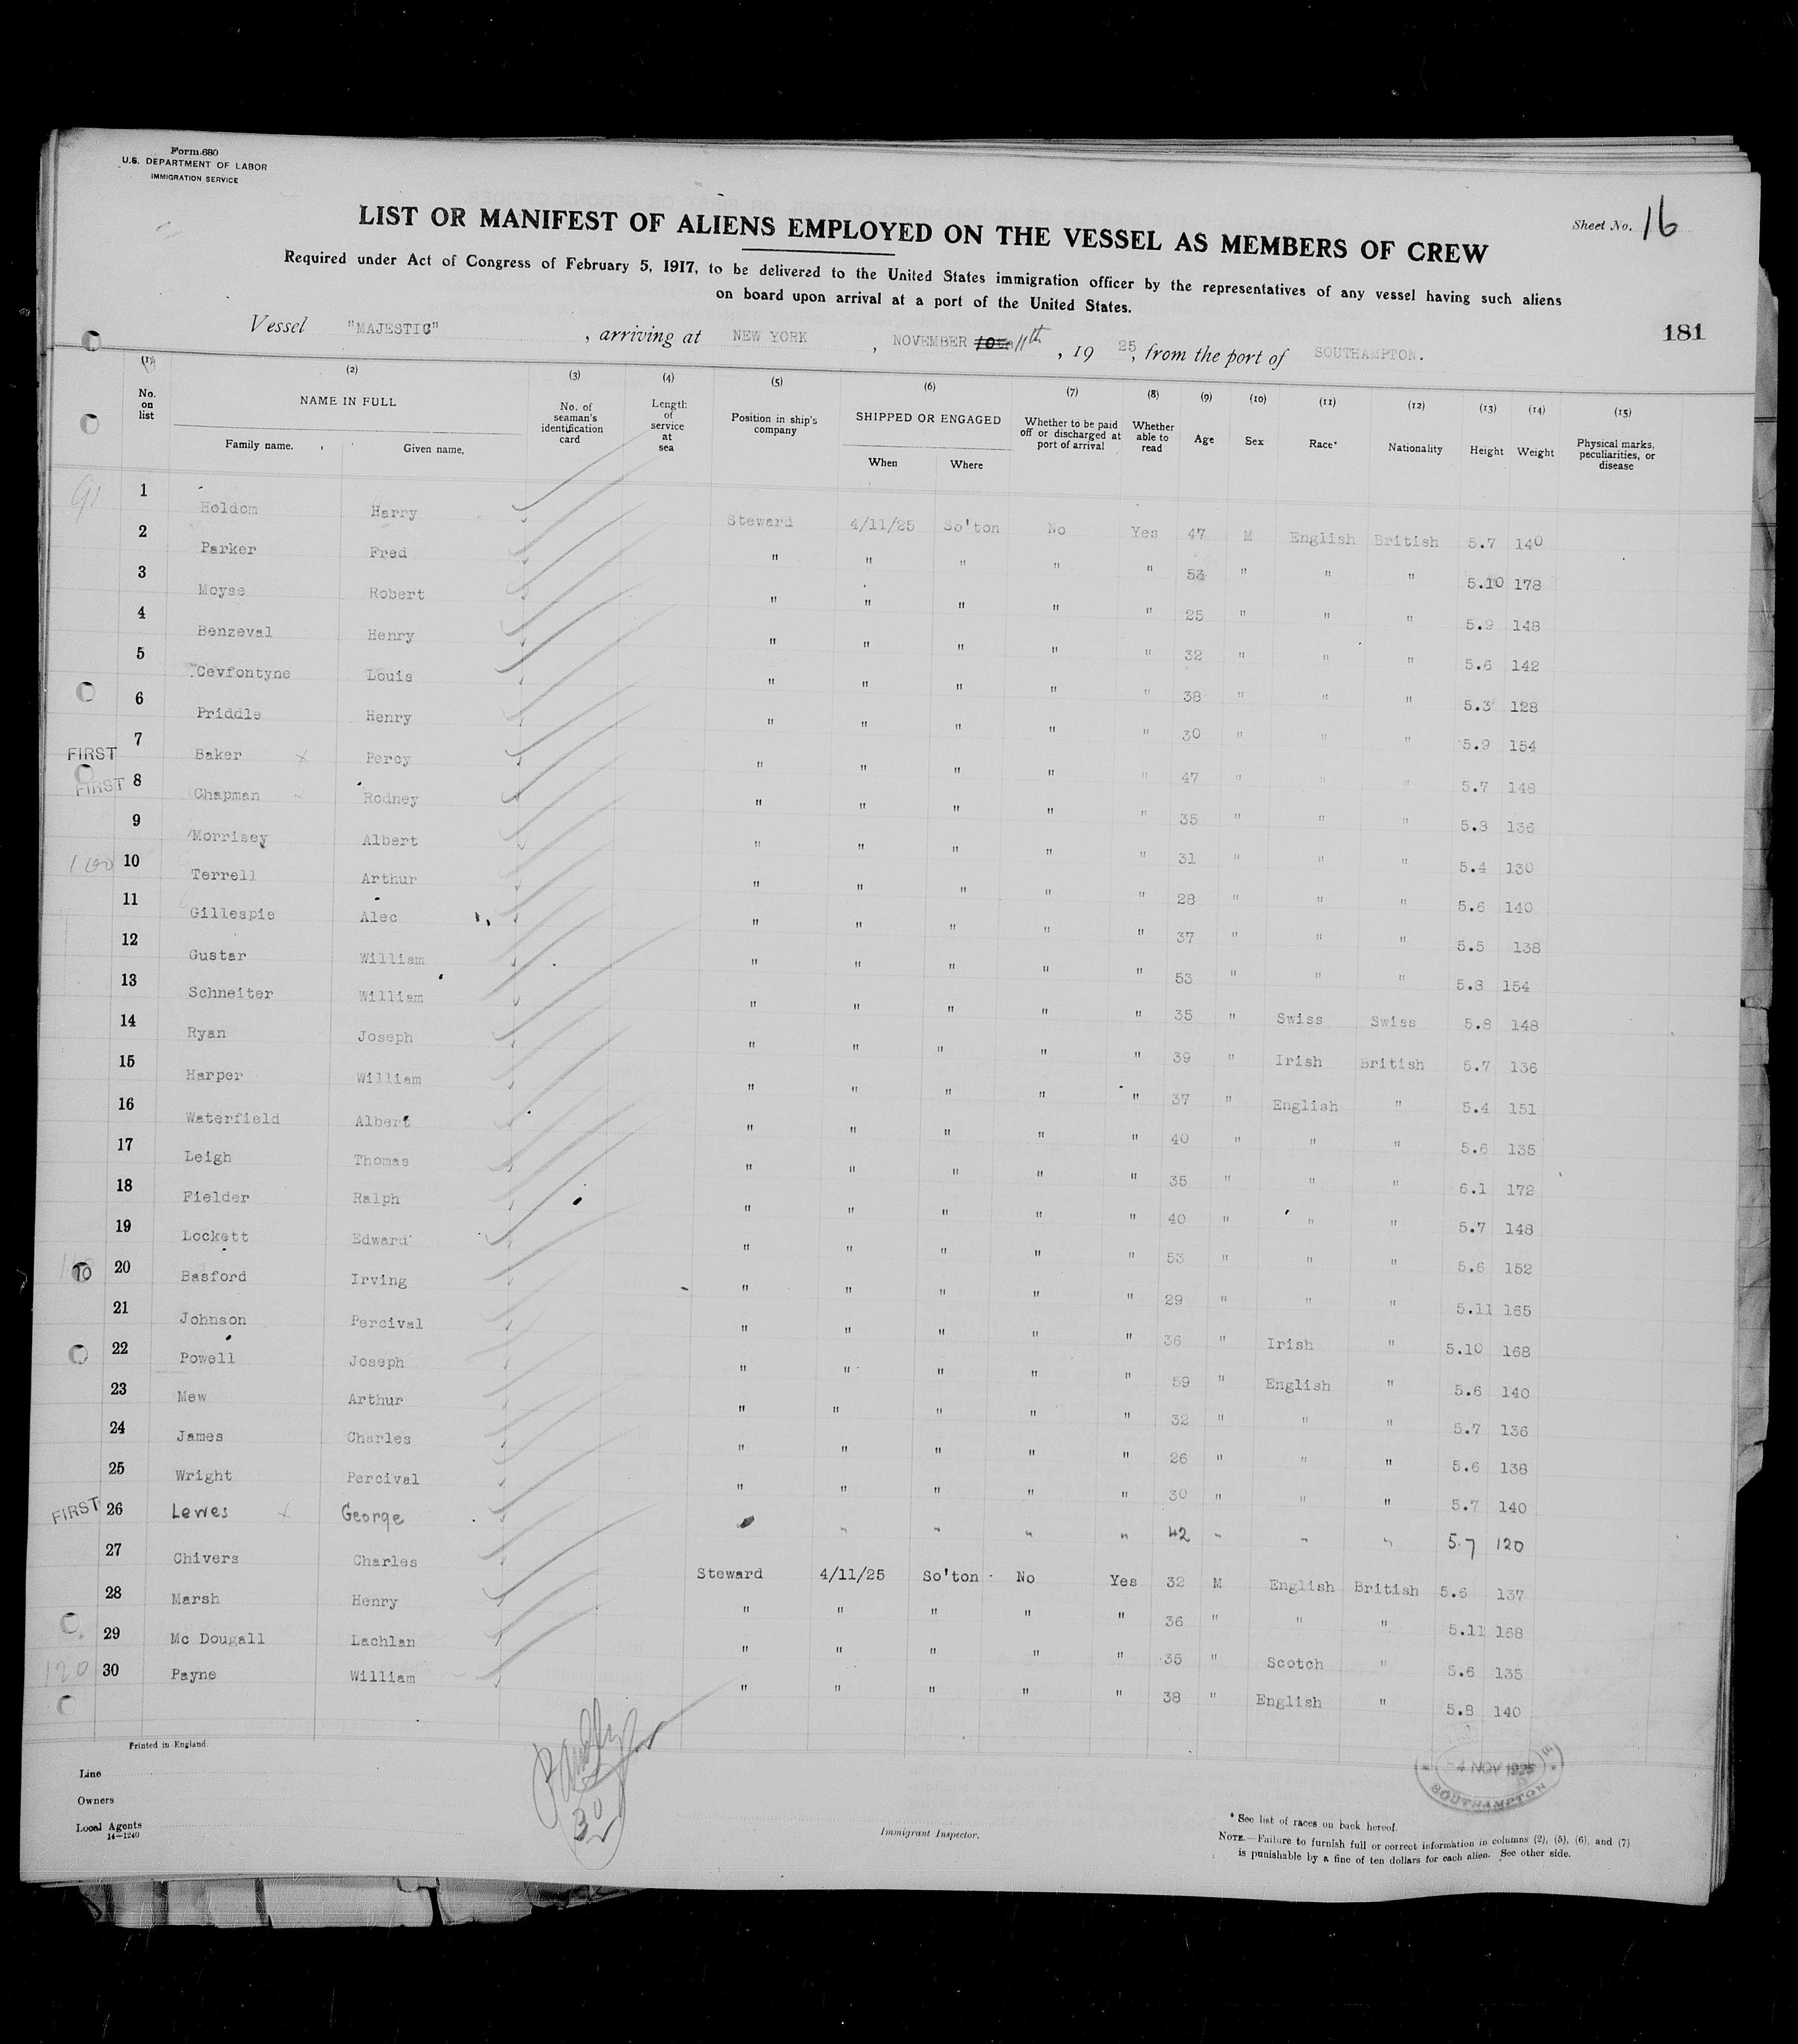 Form 680
U.S. DEPARTMENT OF LABOR
IMMIGRATION SERVICE
Sheet No. 16
LIST OR MANIFEST OF ALIENS EMPLOYED ON THE VESSEL AS MEMBERS OF CREW
Required under Act of Congress of February 5, 1917, to be delivered to the United States immigration officer by the representatives of any vessel having such aliens
on board upon arrival at a port of the United States.
181
Vessel "MAJESTIC", arriving at NEW YORK, NOVEMBER 11th, 1925, from the port of SOUTHAMPTON.
(1) (2) (3) (4) (5) (6) (7) (8) (9) (10) (11) (12) (13) (14) (15)
No. on list NAME IN FULL Family name. Given name. No. of seaman's identification card Length of service at sea Position in ship's company SHIPPED OR ENGAGED When Where Whether to be paid off or discharged at port of arrival Whether able to read Age Sex Race* Nationality Height Weight Physical marks, peculiarities, or disease
91 1 Holdom Harry Steward 4/11/25 So'ton No Yes 47 M English British 5.7 140
2 Parker Fred " " " " " 53 " " " 5.10 178
3 Moyse Robert " " " " " 25 " " " 5.9 148
4 Benzeval Henry " " " " " 32 " " " 5.6 142
5 Cevfontyne Louis " " " " " 38 " " " 5.3 128
6 Priddle Henry " " " " " 30 " " " 5.9 154
FIRST 7 Baker x Percy " " " " " 47 " " " 5.7 148
FIRST 8 Chapman x Rodney " " " " " 35 " " " 5.8 136
9 Morrisey Albert " " " " " 31 " " " 5.4 130
100 10 Terrell Arthur " " " " " 28 " " " 5.6 140
11 Gillespie Alec " " " " " 37 " " " 5.5 138
12 Gustar William " " " " " 53 " " " 5.8 154
13 Schneiter William " " " " " 35 " Swiss Swiss 5.8 148
14 Ryan Joseph " " " " " 39 " Irish British 5.7 136
15 Harper William " " " " " 37 " English " 5.4 151
16 Waterfield Albert " " " " " 40 " " " 5.6 135
17 Leigh Thomas " " " " " 35 " " " 6.1 172
18 Fielder Ralph " " " " " 40 " " " 5.7 148
19 Lockett Edward " " " " " 53 " " " 5.6 152
20 Basford Irving " " " " " 29 " " " 5.11 165
21 Johnson Percival " " " " " 36 " Irish " 5.10 168
22 Powell Joseph " " " " " 59 " English " 5.6 140
23 Mew Arthur " " " " " 32 " " " 5.7 136
24 James Charles " " " " " 26 " " " 5.6 138
25 Wright Percival " " " " " 30 " " " 5.7 140
FIRST 26 Lewes x George " " " " 42 " " " 5.7 120
27 Chivers Charles Steward 4/11/25 So'ton No Yes 32 M English British 5.6 137
28 Marsh Henry " " " " " 36 " " " 5.11 168
29 Mc Dougall Lachlan " " " " " 35 " Scotch " 5.6 135
120 30 Payne William " " " " " 38 " English " 5.8 140
Printed in England.
Line
Owners
Local Agents
14—1240
30
Immigrant Inspector.
4 NOV 1925
SOUTHAMPTON
* See list of races on back hereof.
NOTE.—Failure to furnish full or correct information in columns (2), (5), (6), and (7)
is punishable by a fine of ten dollars for each alien. See other side.